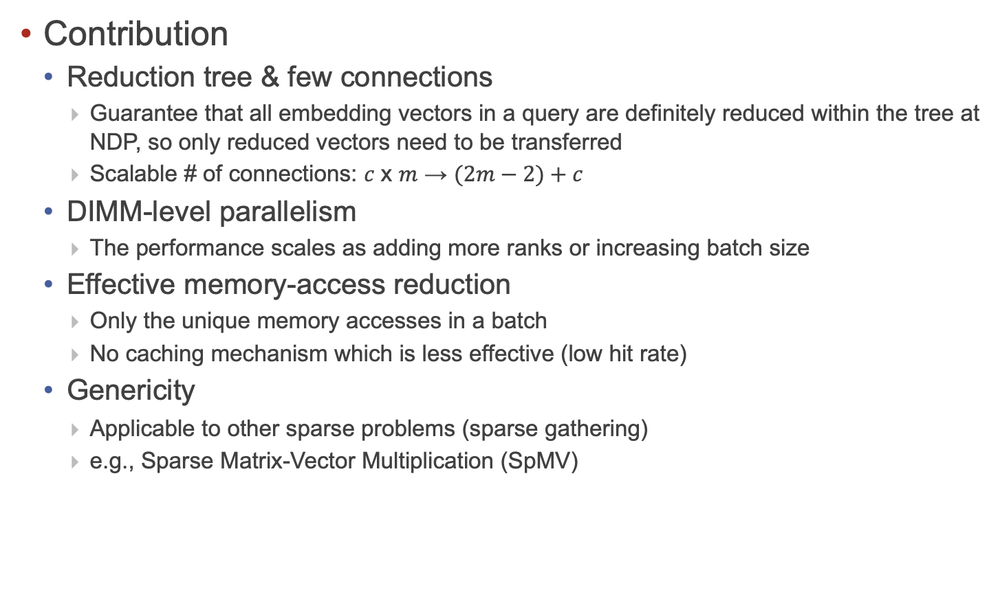 • Contribution
• Reduction tree & few connections
Guarantee that all embedding vectors in a query are definitely reduced within the tree at
NDP, so only reduced vectors need to be transferred
Scalable # of connections: c x m → (2m − 2) + c
• DIMM-level parallelism
The performance scales as adding more ranks or increasing batch size
• Effective memory-access reduction
Only the unique memory accesses in a batch
No caching mechanism which is less effective (low hit rate)
• Genericity
Applicable to other sparse problems (sparse gathering)
e.g., Sparse Matrix-Vector Multiplication (SpMV)